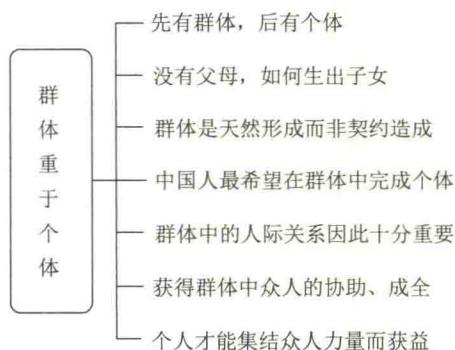 群体重于个体
先有群体，后有个体
没有父母，如何生出子女
群体是天然形成而非契约造成
中国人最希望在群体中完成个体
群体中的人际关系因此十分重要
获得群体中众人的协助、成全
个人才能集结众人力量而获益